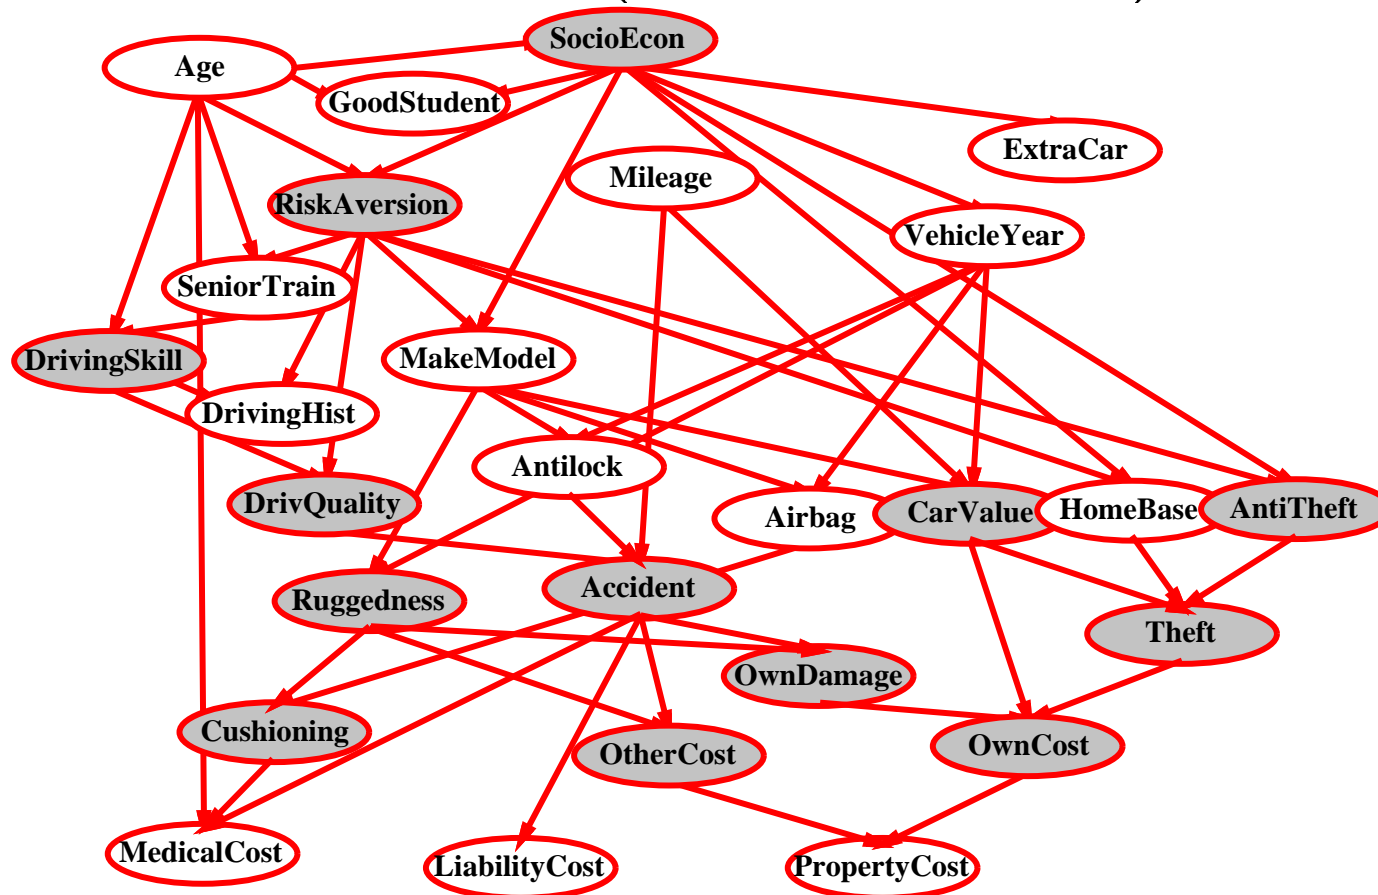 SocioEcon
Age
GoodStudent
ExtraCar
Mileage
RiskAversion
VehicleYear
SeniorTrain
DrivingSkill
MakeModel
DrivingHist
Antilock
DrivQuality
Airbag
CarValue
HomeBase
AntiTheft
Ruggedness
Accident
Theft
OwnDamage
Cushioning
OtherCost
OwnCost
MedicalCost
LiabilityCost
PropertyCost